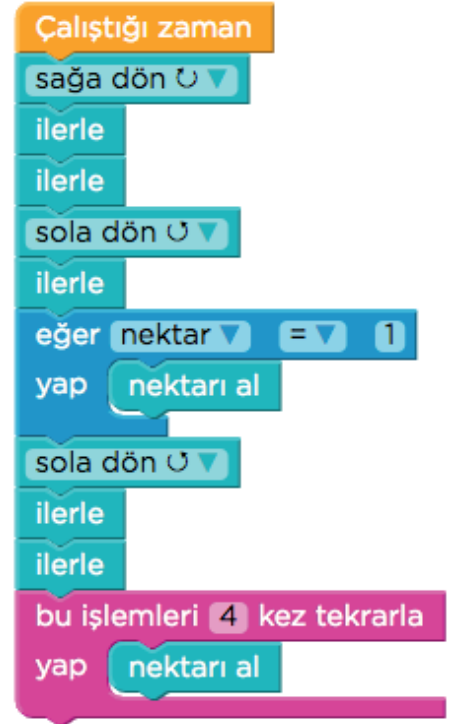 Çalıştığı zaman
sağa dön ↻ ▼
ilerle
ilerle
sola dön ↺ ▼
ilerle
eğer nektar ▼ = ▼ 1
yap nektarı al
sola dön ↺ ▼
ilerle
ilerle
bu işlemleri 4 kez tekrarla
yap nektarı al